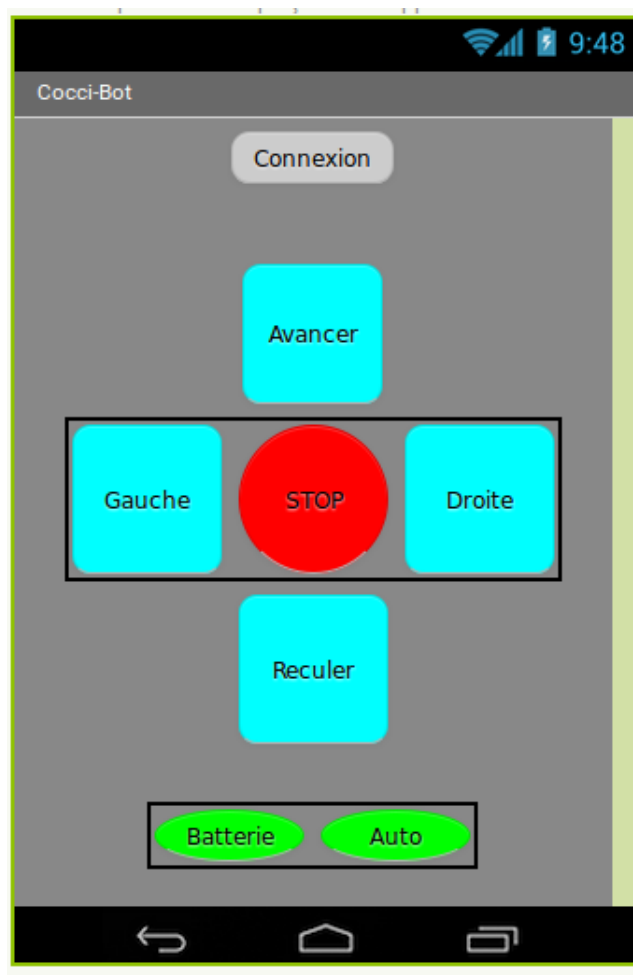 9:48
Cocci-Bot
Connexion
Avancer
Gauche STOP Droite
Reculer
Batterie Auto